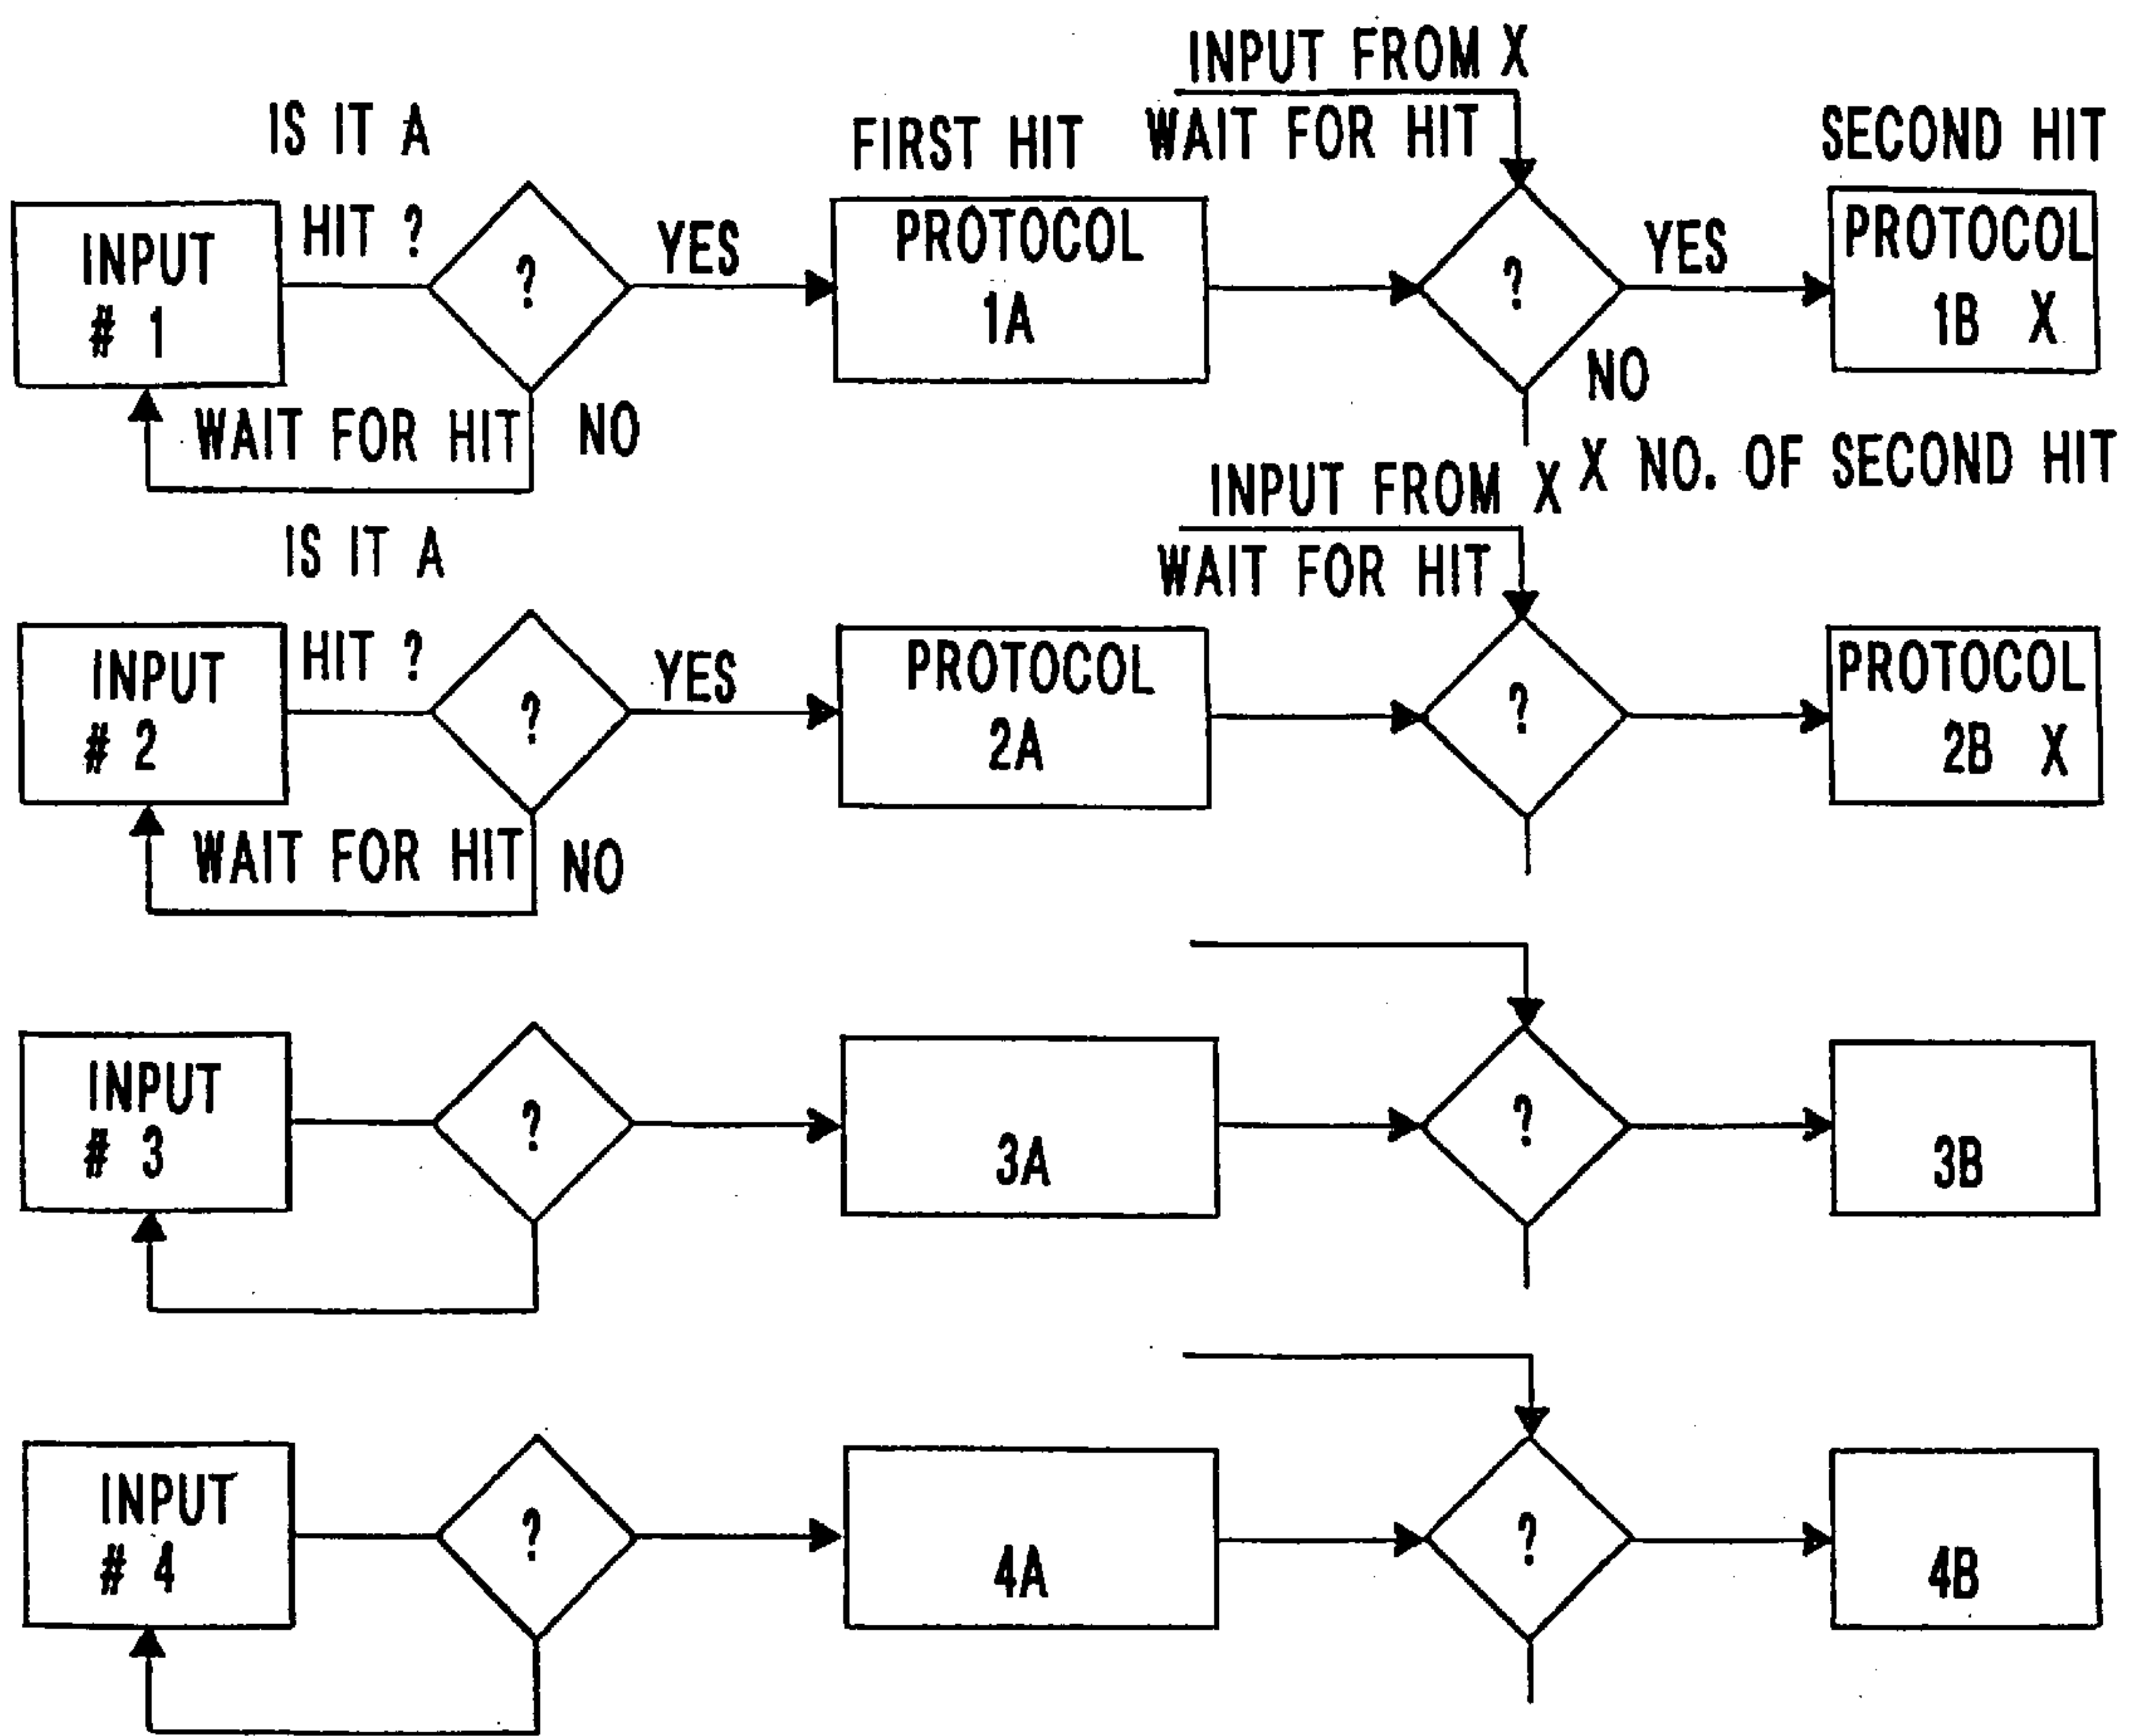 INPUT FROM X
IS IT A
FIRST HIT
WAIT FOR HIT
SECOND HIT
INPUT
# 1
HIT ?
?
YES
PROTOCOL
1A
?
YES
PROTOCOL
1B X
NO
WAIT FOR HIT
NO
X NO. OF SECOND HIT
INPUT FROM X
IS IT A
WAIT FOR HIT
INPUT
# 2
HIT ?
?
YES
PROTOCOL
2A
?
PROTOCOL
2B X
WAIT FOR HIT
NO
INPUT
# 3
?
3A
?
3B
INPUT
# 4
?
4A
?
4B